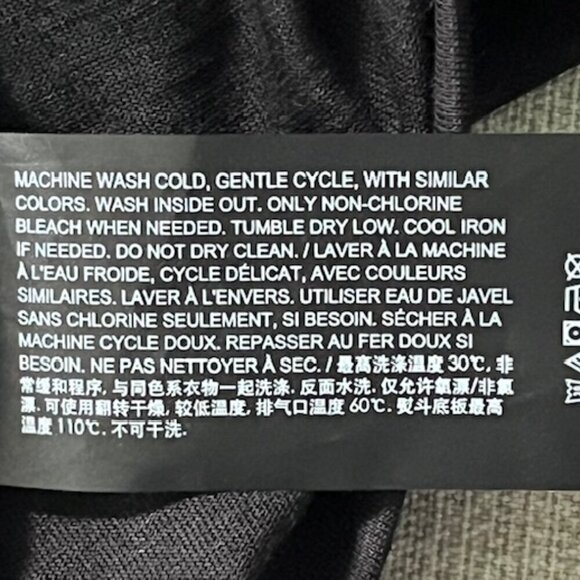 MACHINE WASH COLD, GENTLE CYCLE, WITH SIMILAR
COLORS. WASH INSIDE OUT. ONLY NON-CHLORINE
BLEACH WHEN NEEDED. TUMBLE DRY LOW. COOL IRON
IF NEEDED. DO NOT DRY CLEAN. / LAVER À LA MACHINE
À L'EAU FROIDE, CYCLE DÉLICAT, AVEC COULEURS
SIMILAIRES. LAVER À L'ENVERS. UTILISER EAU DE JAVEL
SANS CHLORINE SEULEMENT, SI BESOIN. SÉCHER À LA
MACHINE CYCLE DOUX. REPASSER AU FER DOUX SI
BESOIN. NE PAS NETTOYER À SEC. / 最高洗涤温度 30℃, 非
常缓和程序, 与同色系衣物一起洗涤. 反面水洗. 仅允许氧漂/非氯
漂. 可使用翻转干燥, 较低温度, 排气口温度 60℃. 熨斗底板最高
温度 110℃. 不可干洗.